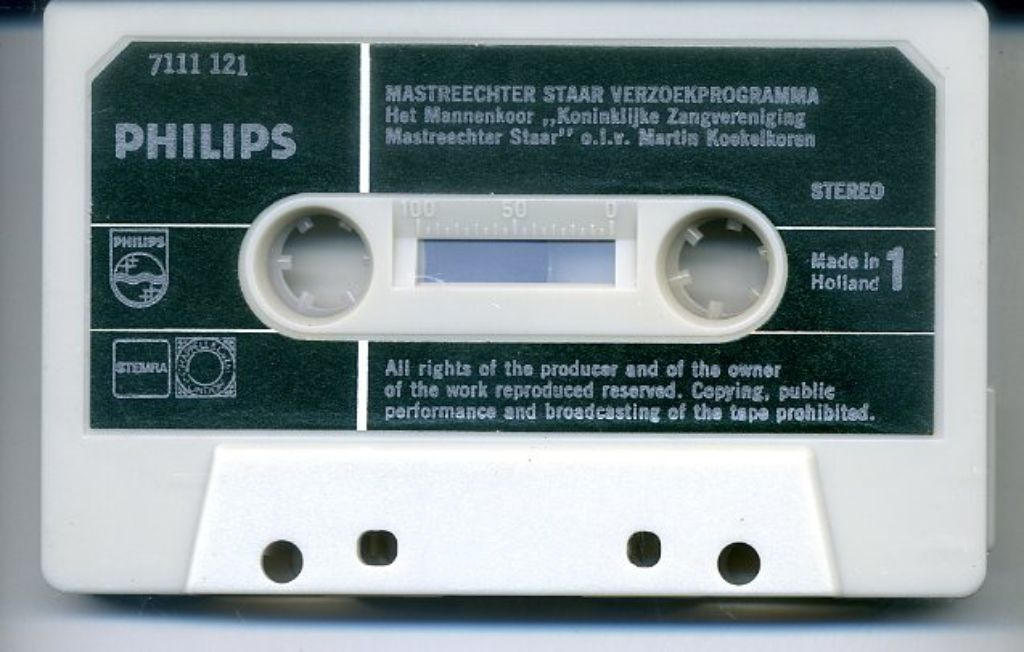 7111 121
PHILIPS
MASTREECHTER STAAR VERZOEKPROGRAMMA
Het Mannenkoor ,,Koninklijke Zangvereniging
Mastreechter Staar" o.l.v. Martin Koekelkoren
STEREO
100 50 0
PHILIPS
Made in
Holland 1
STEMRA
All rights of the producer and of the owner
of the work reproduced reserved. Copying, public
performance and broadcasting of the tape prohibited.